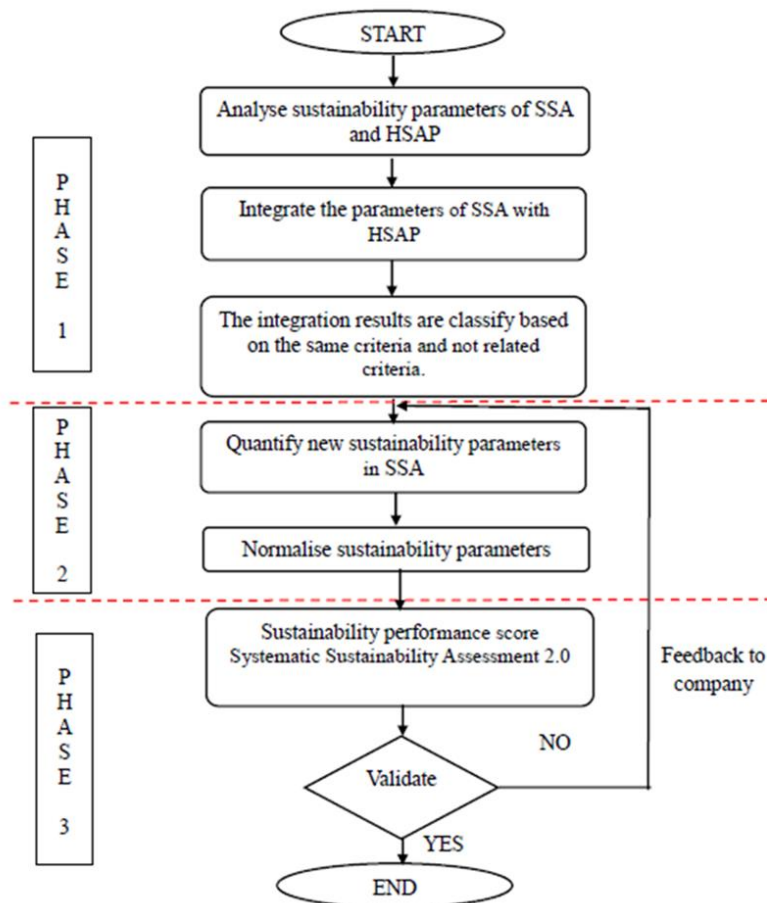 START
Analyse sustainability parameters of SSA
and HSAP
P
H
A
S
E
1
Integrate the parameters of SSA with
HSAP
The integration results are classify based
on the same criteria and not related
criteria.
P
H
A
S
E
2
Quantify new sustainability parameters
in SSA
Normalise sustainability parameters
P
H
A
S
E
3
Sustainability performance score
Systematic Sustainability Assessment 2.0
Feedback to
company
NO
Validate
YES
END